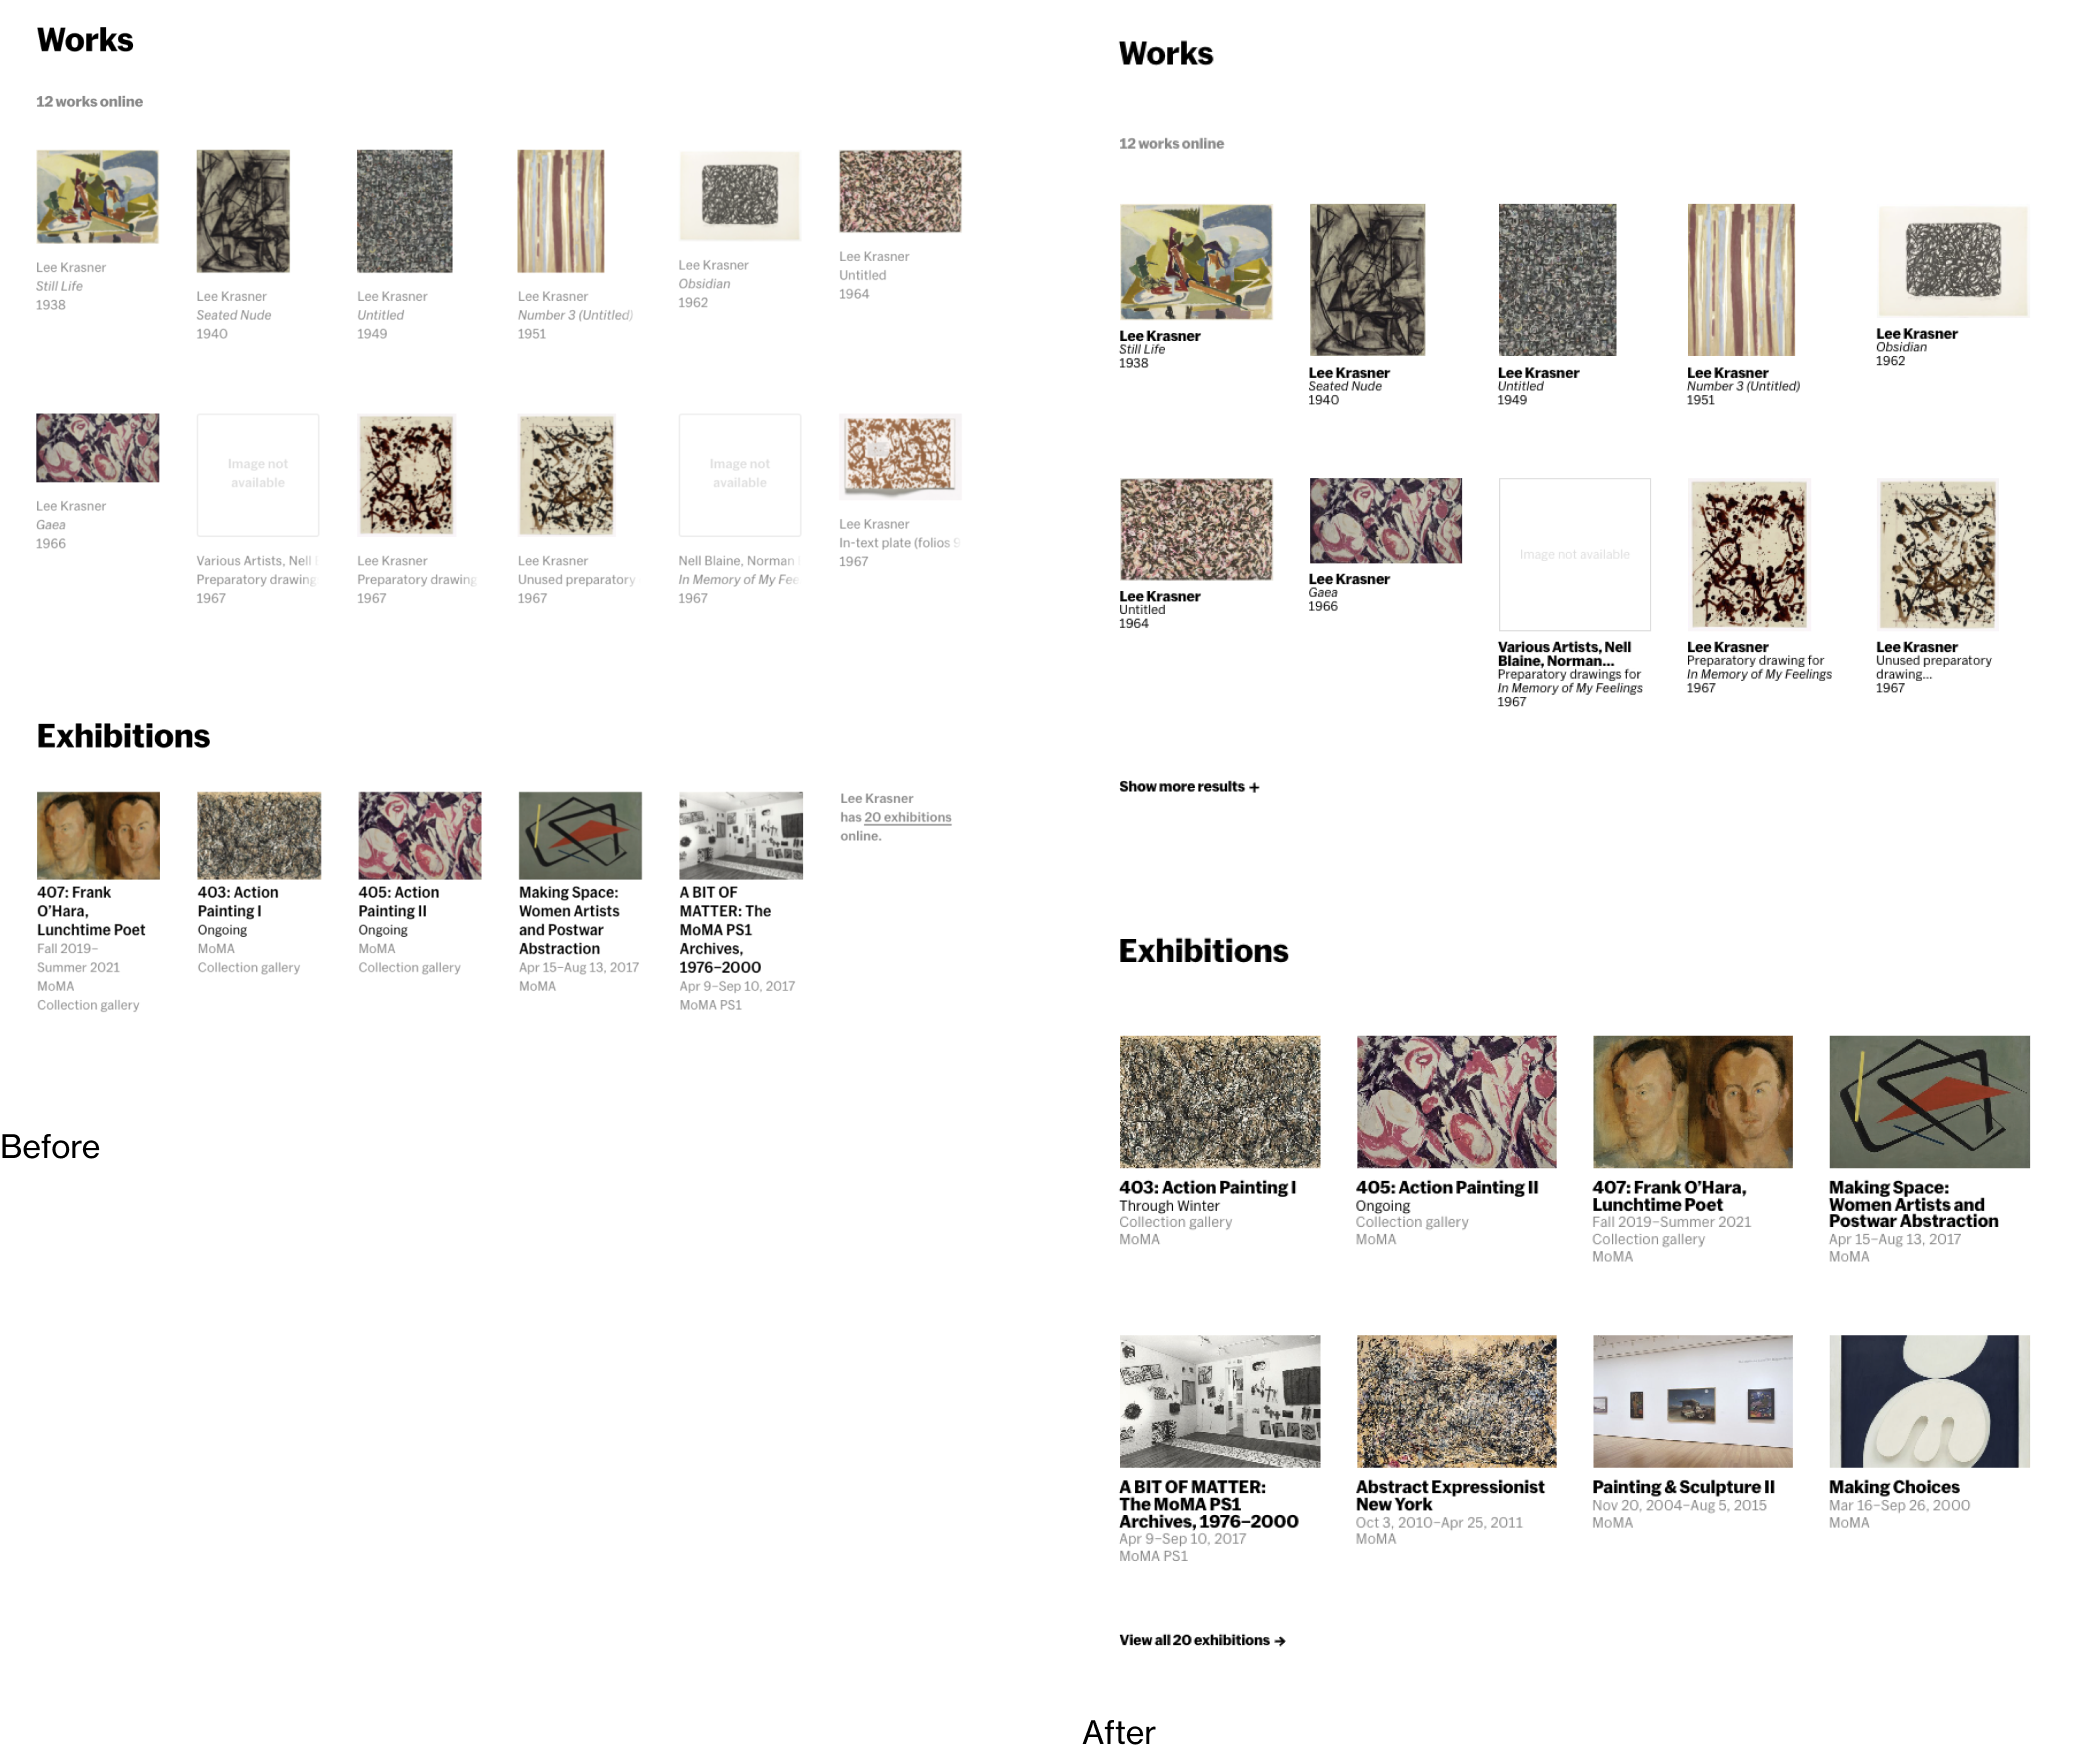 Works
12 works online
Lee Krasner
Still Life
1938
Lee Krasner
Seated Nude
1940
Lee Krasner
Untitled
1949
Lee Krasner
Number 3 (Untitled)
1951
Lee Krasner
Obsidian
1962
Lee Krasner
Untitled
1964
Lee Krasner
Gaea
1966
Image not
available
Various Artists, Nell
Preparatory drawing
1967
Lee Krasner
Preparatory drawing
1967
Lee Krasner
Unused preparatory
1967
Image not
available
Nell Blaine, Norman
In Memory of My Fee
1967
Lee Krasner
In-text plate (folios 9
1967
Exhibitions
407: Frank
O’Hara,
Lunchtime Poet
Fall 2019–
Summer 2021
MoMA
Collection gallery
403: Action
Painting I
Ongoing
MoMA
Collection gallery
405: Action
Painting II
Ongoing
MoMA
Collection gallery
Making Space:
Women Artists
and Postwar
Abstraction
Apr 15–Aug 13, 2017
MoMA
A BIT OF
MATTER: The
MoMA PS1
Archives,
1976–2000
Apr 9–Sep 10, 2017
MoMA PS1
Lee Krasner
has 20 exhibitions
online.
Before
Works
12 works online
Lee Krasner
Still Life
1938
Lee Krasner
Seated Nude
1940
Lee Krasner
Untitled
1949
Lee Krasner
Number 3 (Untitled)
1951
Lee Krasner
Obsidian
1962
Lee Krasner
Untitled
1964
Lee Krasner
Gaea
1966
Image not available
Various Artists, Nell
Blaine, Norman...
Preparatory drawings for
In Memory of My Feelings
1967
Lee Krasner
Preparatory drawing for
In Memory of My Feelings
1967
Lee Krasner
Unused preparatory
drawing...
1967
Show more results +
Exhibitions
403: Action Painting I
Through Winter
Collection gallery
MoMA
405: Action Painting II
Ongoing
Collection gallery
MoMA
407: Frank O’Hara,
Lunchtime Poet
Fall 2019–Summer 2021
Collection gallery
MoMA
Making Space:
Women Artists and
Postwar Abstraction
Apr 15–Aug 13, 2017
MoMA
A BIT OF MATTER:
The MoMA PS1
Archives, 1976–2000
Apr 9–Sep 10, 2017
MoMA PS1
Abstract Expressionist
New York
Oct 3, 2010–Apr 25, 2011
MoMA
Painting & Sculpture II
Nov 20, 2004–Aug 5, 2015
MoMA
Making Choices
Mar 16–Sep 26, 2000
MoMA
View all 20 exhibitions →
After